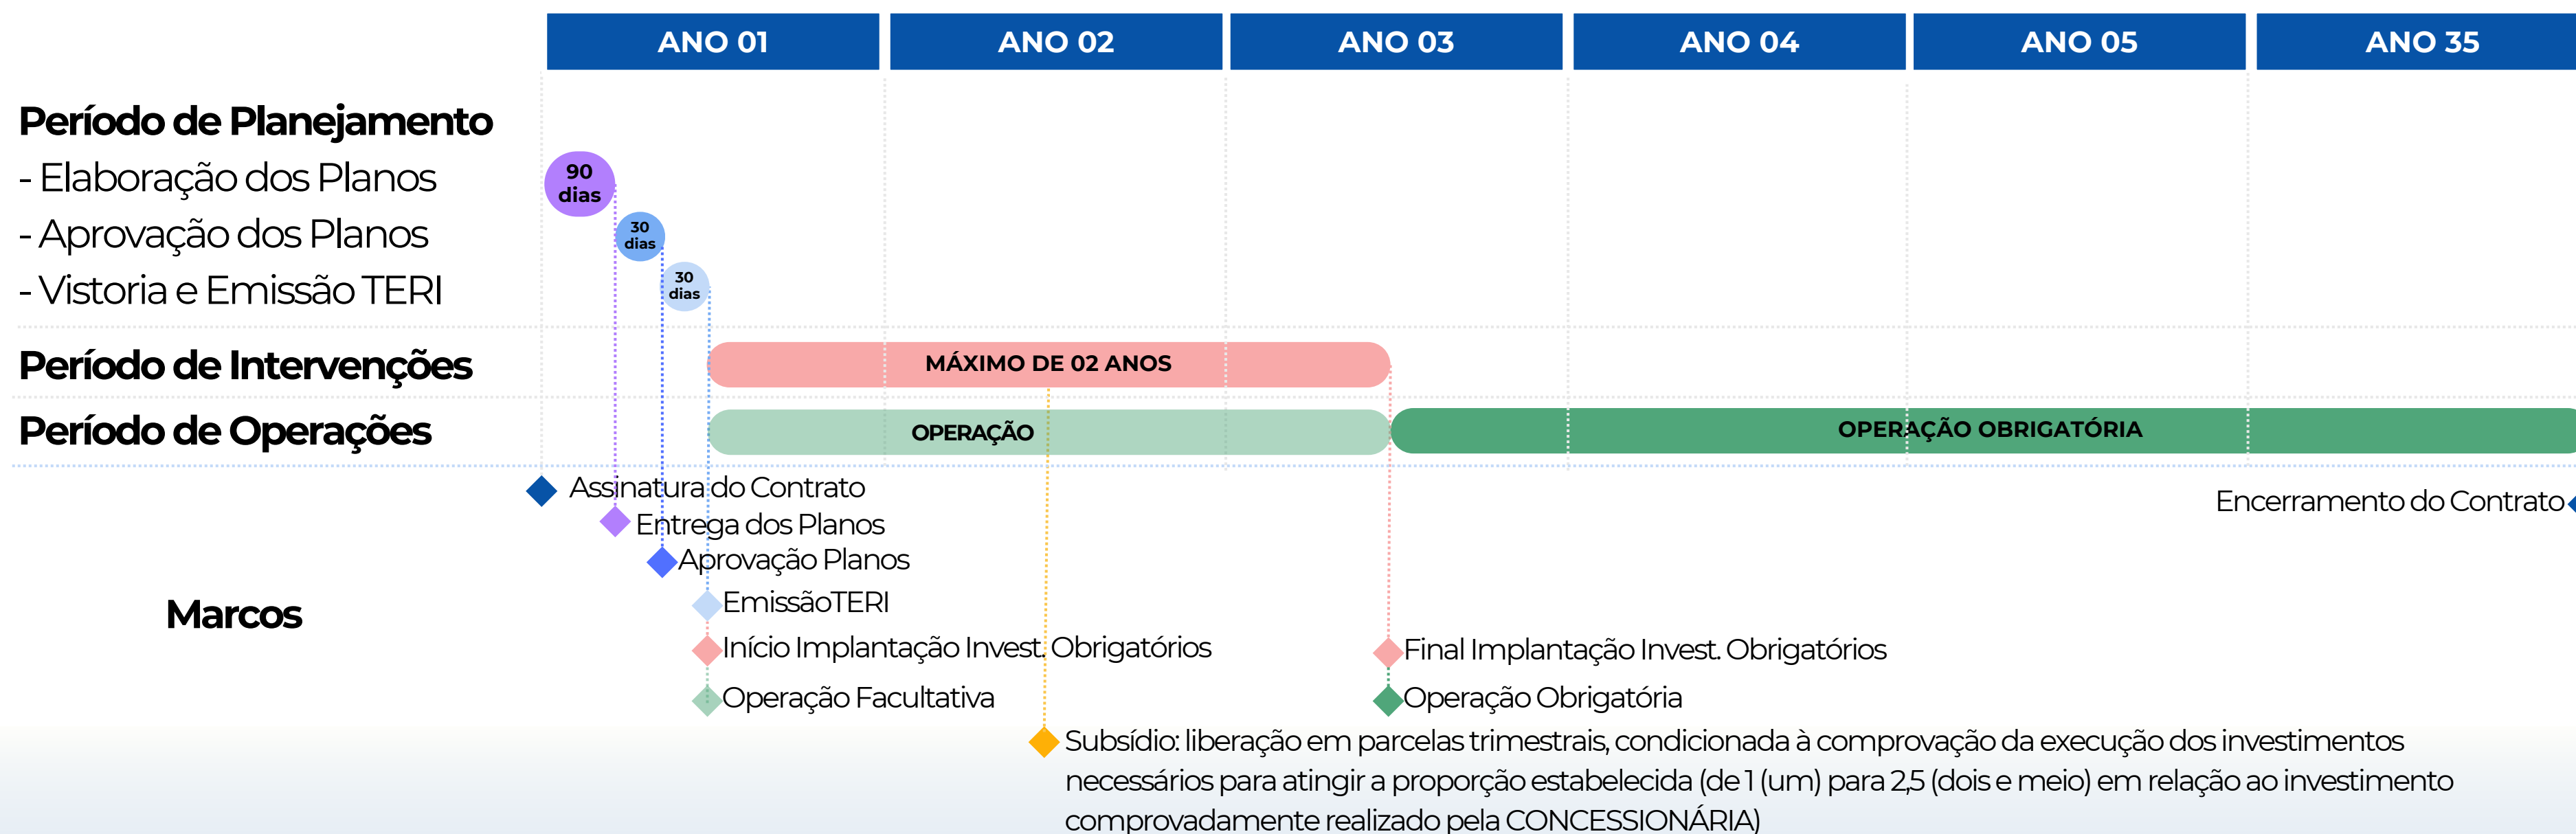 ANO 01
ANO 02
ANO 03
ANO 04
ANO 05
ANO 35
Período de Planejamento
- Elaboração dos Planos
90
dias
- Aprovação dos Planos
30
dias
- Vistoria e Emissão TERI
30
dias
Período de Intervenções
MÁXIMO DE 02 ANOS
Período de Operações
OPERAÇÃO
OPERAÇÃO OBRIGATÓRIA
Assinatura do Contrato
Encerramento do Contrato
Entrega dos Planos
Aprovação Planos
EmissãoTERI
Marcos
Início Implantação Invest. Obrigatórios
Final Implantação Invest. Obrigatórios
Operação Facultativa
Operação Obrigatória
Subsídio: liberação em parcelas trimestrais, condicionada à comprovação da execução dos investimentos
necessários para atingir a proporção estabelecida (de 1 (um) para 2,5 (dois e meio) em relação ao investimento
comprovadamente realizado pela CONCESSIONÁRIA)